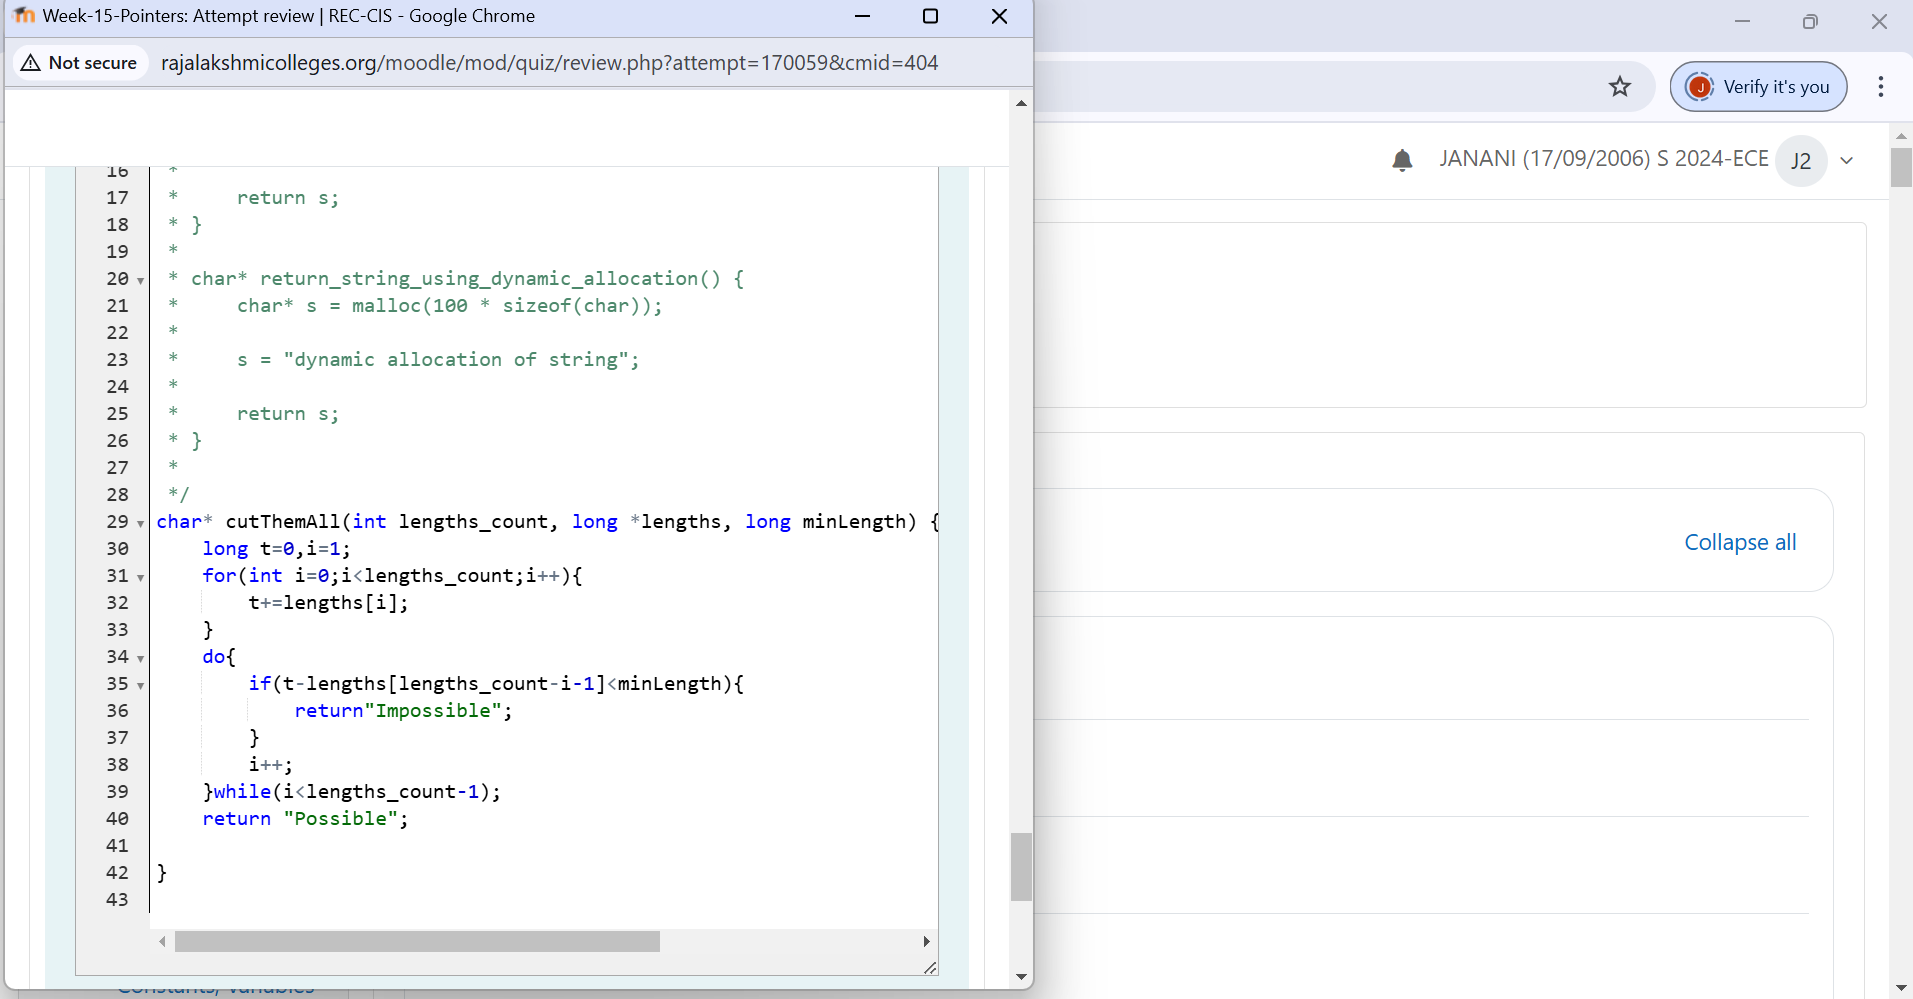 Week-15-Pointers: Attempt review | REC-CIS - Google Chrome
Not secure
rajalakshmicolleges.org/moodle/mod/quiz/review.php?attempt=170059&cmid=404
Verify it's you
JANANI (17/09/2006) S 2024-ECE
J2
Collapse all
16 *
17 *     return s;
18 * }
19 *
20 * char* return_string_using_dynamic_allocation() {
21 *     char* s = malloc(100 * sizeof(char));
22 *
23 *     s = "dynamic allocation of string";
24 *
25 *     return s;
26 * }
27 *
28 */
29 char* cutThemAll(int lengths_count, long *lengths, long minLength) {
30     long t=0,i=1;
31     for(int i=0;i<lengths_count;i++){
32         t+=lengths[i];
33     }
34     do{
35         if(t-lengths[lengths_count-i-1]<minLength){
36             return"Impossible";
37         }
38         i++;
39     }while(i<lengths_count-1);
40     return "Possible";
41
42 }
43
Constants, Variables